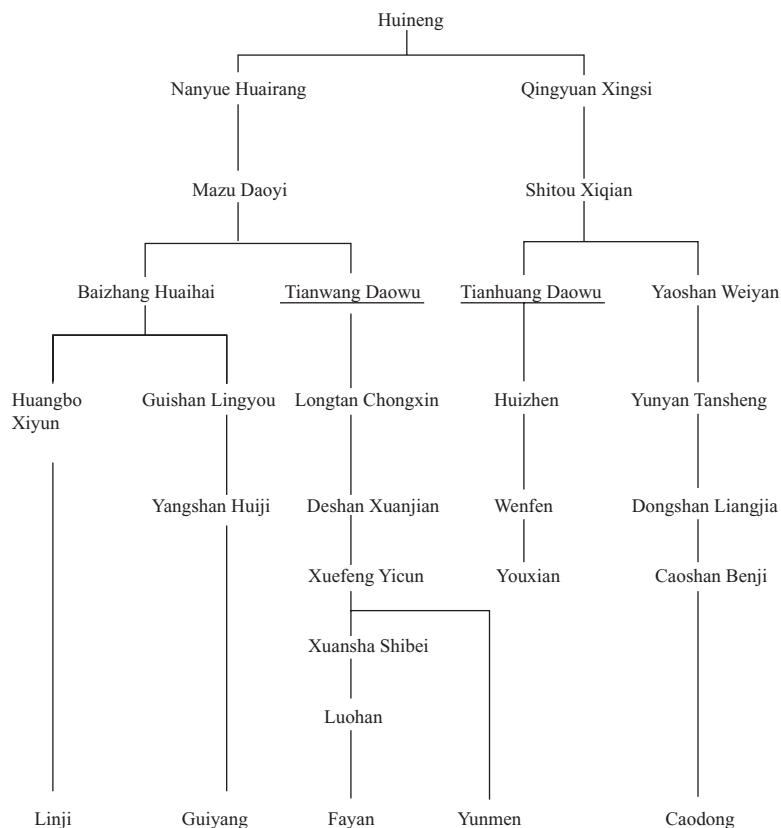 Huineng
Nanyue Huairang
Qingyuan Xingsi
Mazu Daoyi
Shitou Xiqian
Baizhang Huaihai
Tianwang Daowu
Tianhuang Daowu
Yaoshan Weiyan
Huangbo
Xiyun
Guishan Lingyou
Longtan Chongxin
Huizhen
Yunyan Tansheng
Yangshan Huiji
Deshan Xuanjian
Wenfen
Dongshan Liangjia
Xuefeng Yicun
Youxian
Caoshan Benji
Xuansha Shibei
Luohan
Linji
Guiyang
Fayan
Yunmen
Caodong